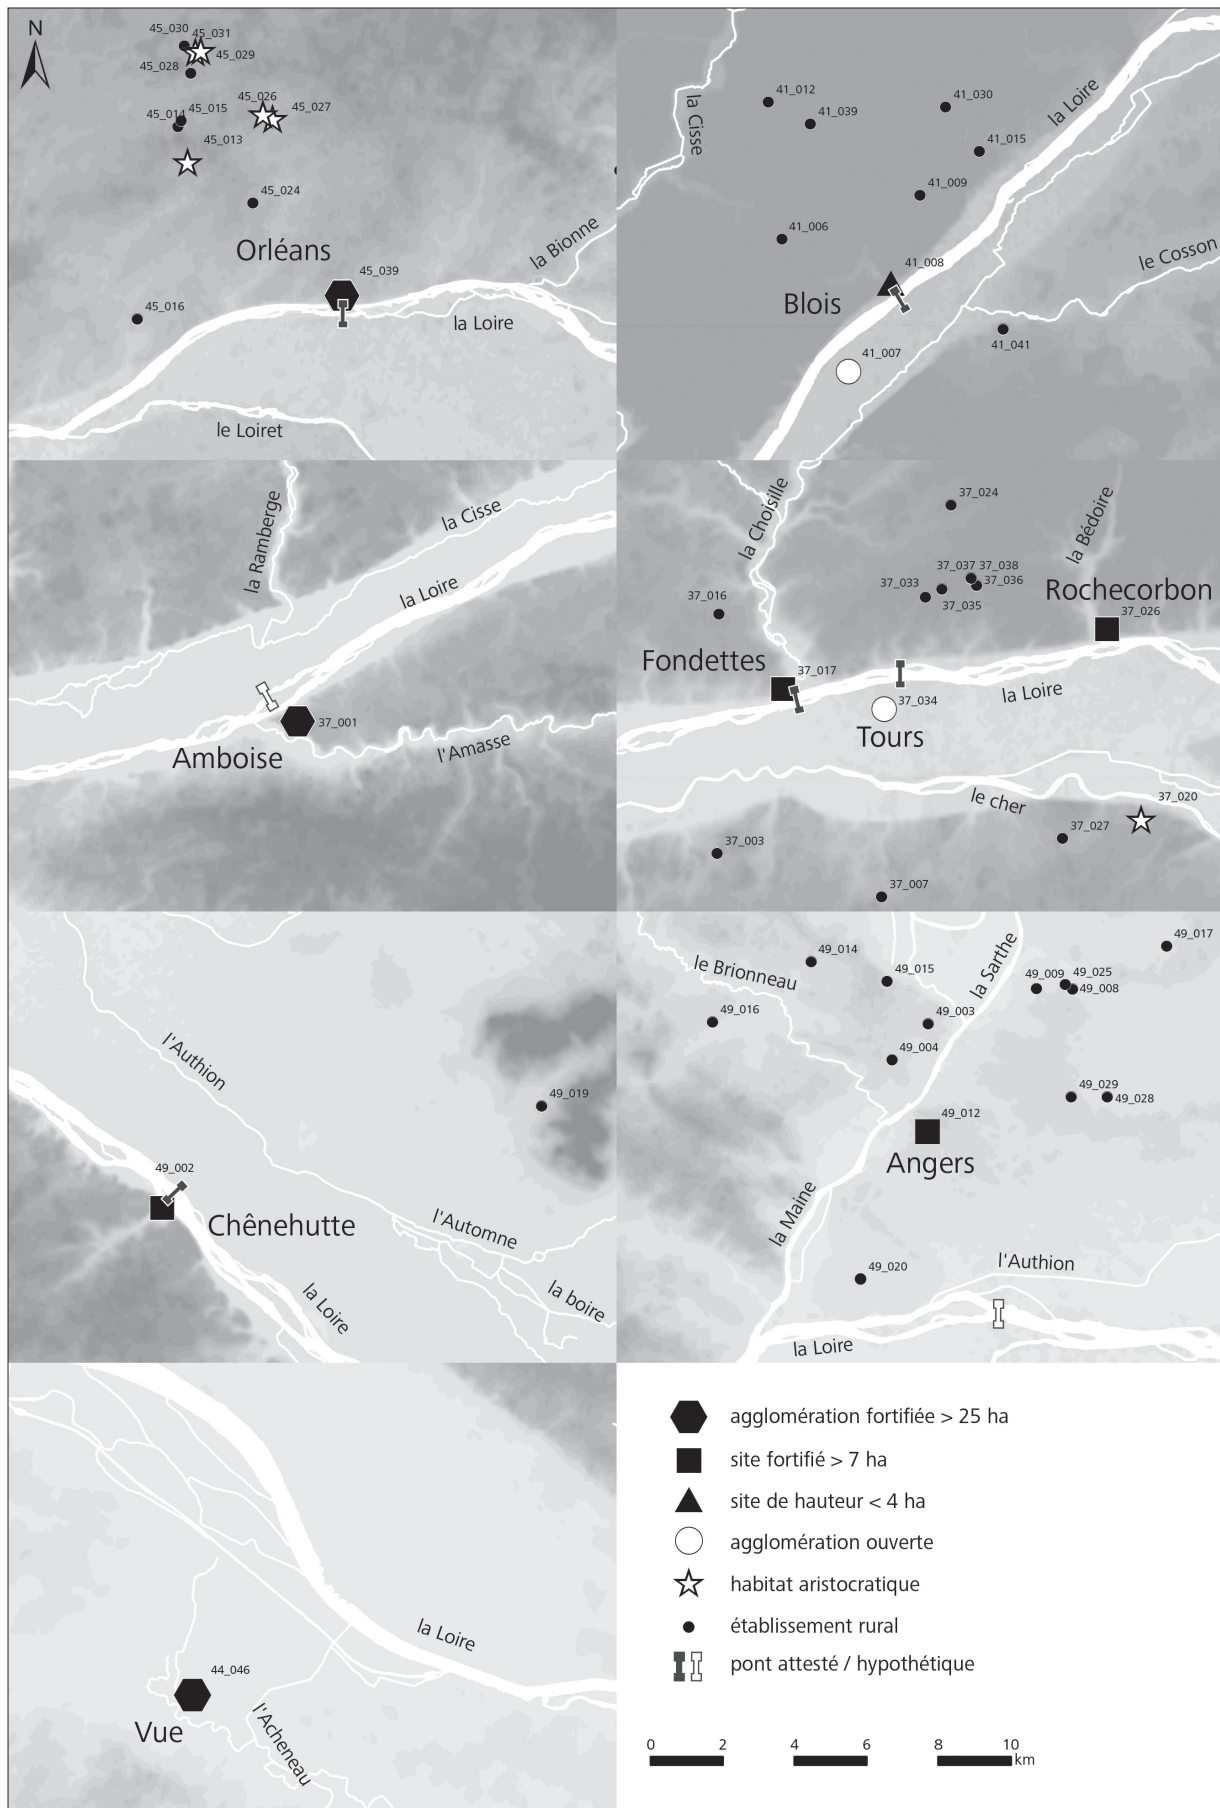 N
45_030
45_031
45_029
45_028
45_026
45_027
45_015
45_014
45_013
45_024
Orléans
la Bionne
45_039
45_016
la Loire
le Loiret
la Cisse
41_012
41_039
41_030
la Loire
41_015
41_009
41_006
le Cosson
41_008
Blois
41_041
41_007
la Ramberge
la Cisse
la Loire
37_001
Amboise
l'Amasse
la Choisille
37_024
la Bédoire
37_037
37_038
37_036
37_033
37_035
37_016
Rochecorbon
37_026
Fondettes
37_017
la Loire
37_034
Tours
le cher
37_020
37_027
37_003
37_007
l'Authion
49_019
49_002
Chênehutte
l'Automne
la boire
la Loire
49_014
le Brionneau
49_015
la Sarthe
49_017
49_009
49_025
49_008
49_016
49_003
49_004
49_029
49_028
49_012
Angers
la Maine
49_020
l'Authion
la Loire
la Loire
44_046
Vue
l'Acheneau
agglomération fortifiée > 25 ha
site fortifié > 7 ha
site de hauteur < 4 ha
agglomération ouverte
habitat aristocratique
établissement rural
pont attesté / hypothétique
0 2 4 6 8 10
km